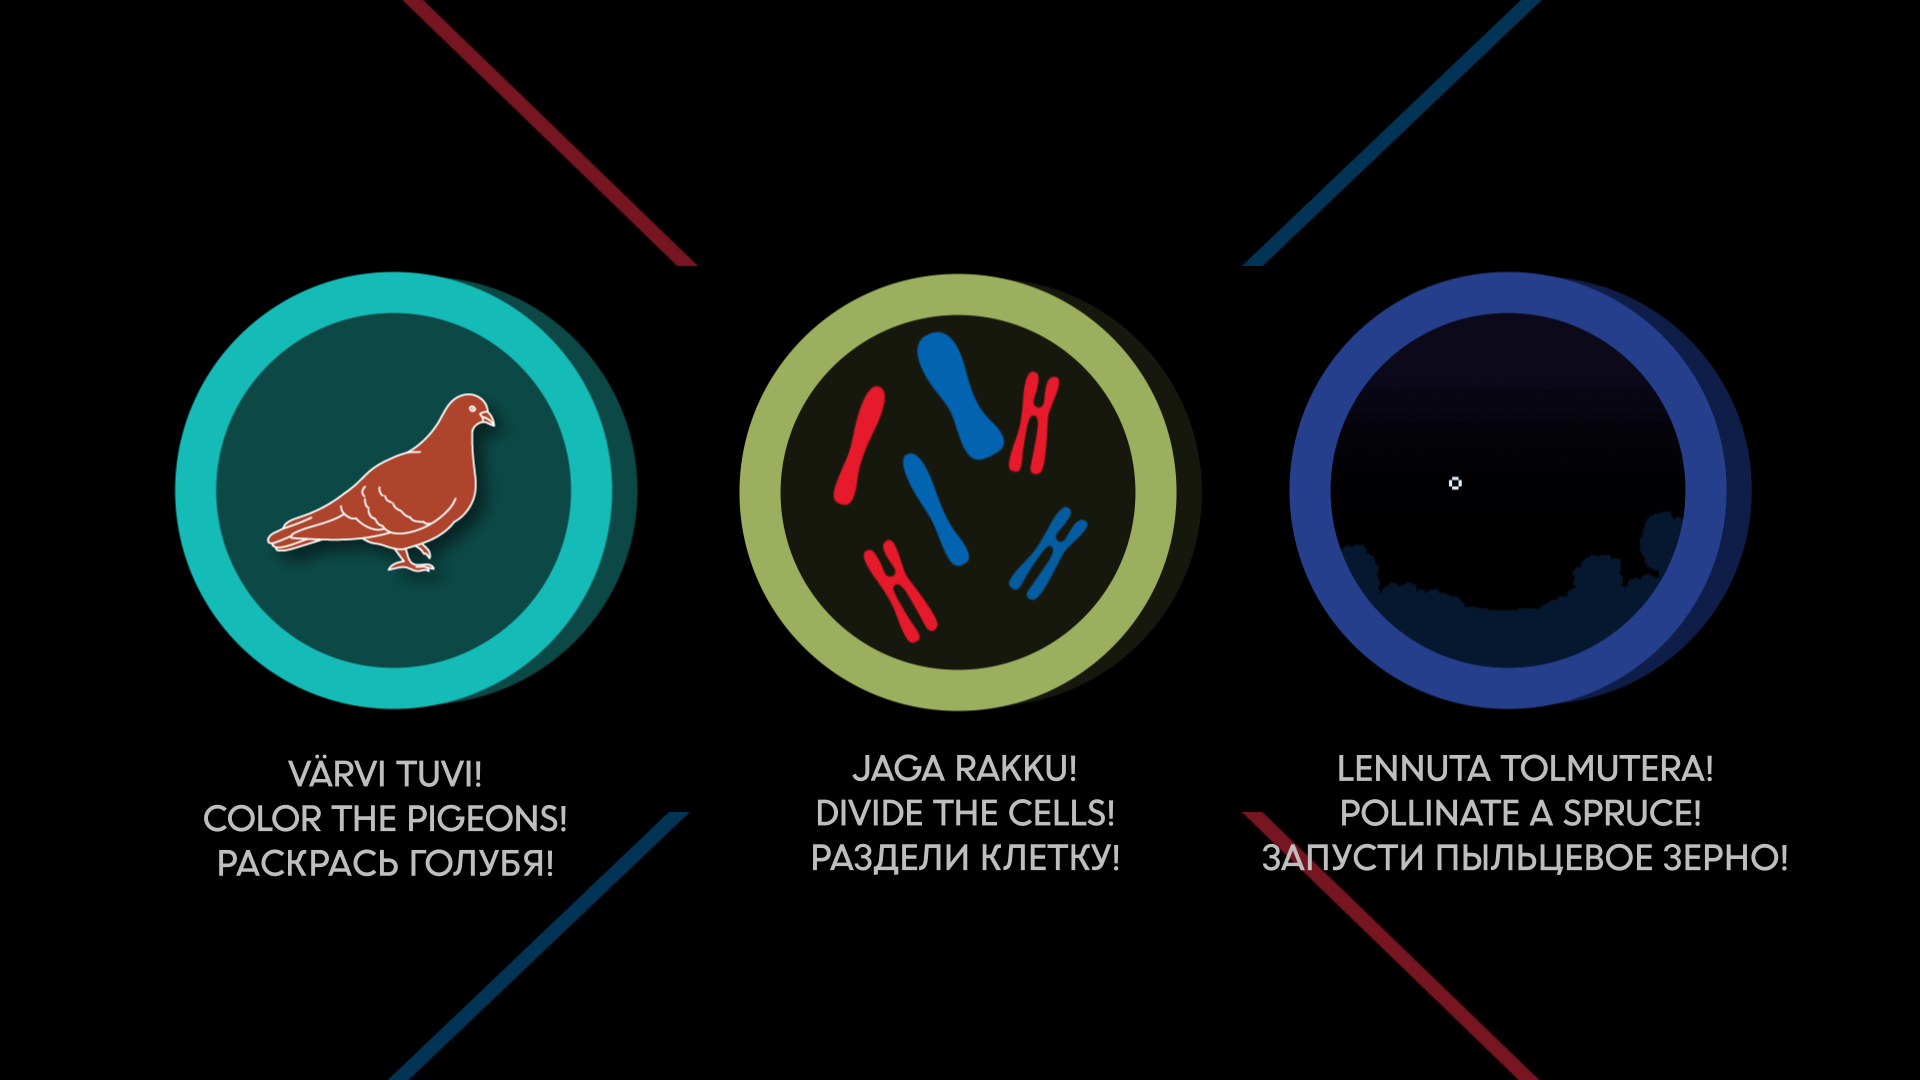 VÄRVI TUVI!
COLOR THE PIGEONS!
РАСКРАСЬ ГОЛУБЯ!
JAGA RAKKU!
DIVIDE THE CELLS!
РАЗДЕЛИ КЛЕТКУ!
LENNUTA TOLMUTERA!
POLLINATE A SPRUCE!
ЗАПУСТИ ПЫЛЬЦЕВОЕ ЗЕРНО!